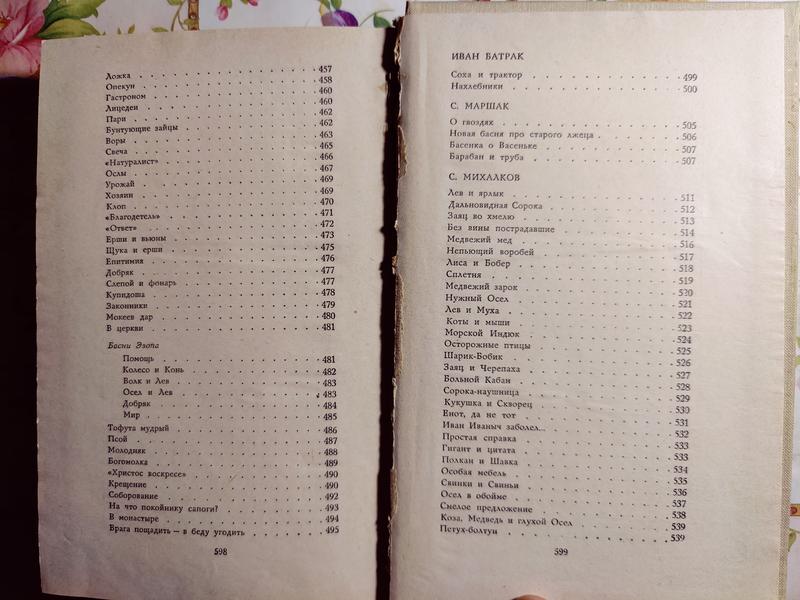 Ложка . . . . . . . . . . . . . . . 457
Опекун . . . . . . . . . . . . . . . 458
Гастроном . . . . . . . . . . . . . . . 460
Лицедеи . . . . . . . . . . . . . . . 460
Пари . . . . . . . . . . . . . . . 462
Бунтующие зайцы . . . . . . . . . . . . 462
Воры . . . . . . . . . . . . . . . 463
Свеча . . . . . . . . . . . . . . . 465
«Натуралист» . . . . . . . . . . . . . 466
Ослы . . . . . . . . . . . . . . . 467
Урожай . . . . . . . . . . . . . . . 469
Хозяин . . . . . . . . . . . . . . . 469
Клоп . . . . . . . . . . . . . . . 470
«Благодетель» . . . . . . . . . . . . . 471
«Ответ» . . . . . . . . . . . . . . . 472
Ерши и вьюны . . . . . . . . . . . . . 473
Щука и ерши . . . . . . . . . . . . . 475
Епитимия . . . . . . . . . . . . . . . 476
Добряк . . . . . . . . . . . . . . . 477
Слепой и фонарь . . . . . . . . . . . . 477
Купидоша . . . . . . . . . . . . . . . 478
Законники . . . . . . . . . . . . . . . 479
Мокеев дар . . . . . . . . . . . . . . 480
В церкви . . . . . . . . . . . . . . . 481
Басни Эзопа
Помощь . . . . . . . . . . . . . . 481
Колесо и Конь . . . . . . . . . . . . 482
Волк и Лев . . . . . . . . . . . . . 483
Осел и Лев . . . . . . . . . . . . . 483
Добряк . . . . . . . . . . . . . . 484
Мир . . . . . . . . . . . . . . . 485
Тофута мудрый . . . . . . . . . . . . . 486
Псой . . . . . . . . . . . . . . . 487
Молодняк . . . . . . . . . . . . . . . 488
Богомолка . . . . . . . . . . . . . . . 489
«Христос воскресе» . . . . . . . . . . . 490
Крещение . . . . . . . . . . . . . . . 490
Соборование . . . . . . . . . . . . . . 492
На что покойнику сапоги? . . . . . . . . . 493
В монастыре . . . . . . . . . . . . . . 494
Врага пощадить — в беду угодить . . . . . . 495
598
ИВАН БАТРАК
Соха и трактор . . . . . . . . . . . . 499
Нахлебники . . . . . . . . . . . . . . 500
С. МАРШАК
О гвоздях . . . . . . . . . . . . . . 505
Новая басня про старого лжеца . . . . . . . 506
Басенка о Васеньке . . . . . . . . . . . 507
Барабан и труба . . . . . . . . . . . . 507
С. МИХАЛКОВ
Лев и ярлык . . . . . . . . . . . . . 511
Дальновидная Сорока . . . . . . . . . . 512
Заяц во хмелю . . . . . . . . . . . . . 513
Без вины пострадавшие . . . . . . . . . . 514
Медвежий мед . . . . . . . . . . . . . 516
Непьющий воробей . . . . . . . . . . . 517
Лиса и Бобер . . . . . . . . . . . . . 518
Сплетня . . . . . . . . . . . . . . . 519
Медвежий зарок . . . . . . . . . . . . 520
Нужный Осел . . . . . . . . . . . . . 521
Лев и Муха . . . . . . . . . . . . . . 522
Коты и мыши . . . . . . . . . . . . . 523
Морской Индюк . . . . . . . . . . . . . 524
Осторожные птицы . . . . . . . . . . . 525
Шарик-Бобик . . . . . . . . . . . . . 526
Заяц и Черепаха . . . . . . . . . . . . 527
Больной Кабан . . . . . . . . . . . . . 528
Сорока-наушница . . . . . . . . . . . . 529
Кукушка и Скворец . . . . . . . . . . . 530
Енот, да не тот . . . . . . . . . . . . 531
Иван Иваныч заболел... . . . . . . . . . . 532
Простая справка . . . . . . . . . . . . 533
Гигант и цитата . . . . . . . . . . . . 533
Полкан и Шавка . . . . . . . . . . . . 534
Особая мебель . . . . . . . . . . . . . 535
Свинки и Свиньи . . . . . . . . . . . . 536
Осел в обойме . . . . . . . . . . . . . 537
Смелое предложение . . . . . . . . . . . 538
Коза, Медведь и глухой Осел . . . . . . . . 539
Петух-болтун . . . . . . . . . . . . . 539
599